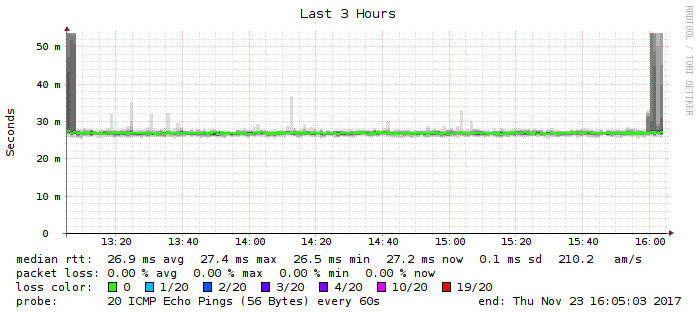 Last 3 Hours
RRDTOOL / TOBI OETIKER
Seconds
50 m
40 m
30 m
20 m
10 m
0
13:20 13:40 14:00 14:20 14:40 15:00 15:20 15:40 16:00
median rtt: 26.9 ms avg 27.4 ms max 26.5 ms min 27.2 ms now 0.1 ms sd 210.2 am/s
packet loss: 0.00 % avg 0.00 % max 0.00 % min 0.00 % now
loss color: 0 1/20 2/20 3/20 4/20 10/20 19/20
probe: 20 ICMP Echo Pings (56 Bytes) every 60s end: Thu Nov 23 16:05:03 2017